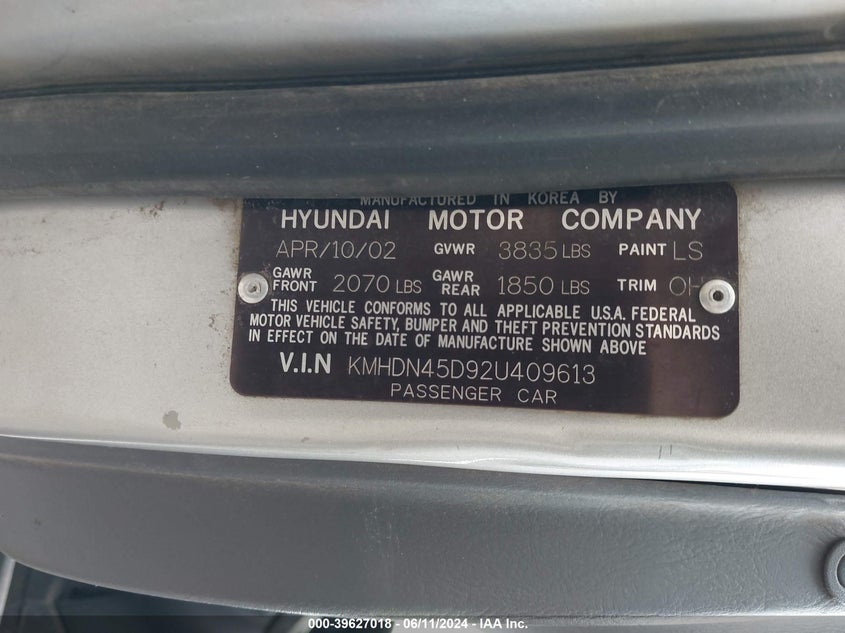 MANUFACTURED IN KOREA BY
HYUNDAI MOTOR COMPANY
APR/10/02 GVWR 3835 LBS PAINT LS
GAWR FRONT 2070 LBS GAWR REAR 1850 LBS TRIM
THIS VEHICLE CONFORMS TO ALL APPLICABLE U.S.A. FEDERAL
MOTOR VEHICLE SAFETY, BUMPER AND THEFT PREVENTION STANDARDS
IN EFFECT ON THE DATE OF MANUFACTURE SHOWN ABOVE
V.I.N KMHDN45D92U409613
PASSENGER CAR
000-39627018 - 06/11/2024 - IAA Inc.